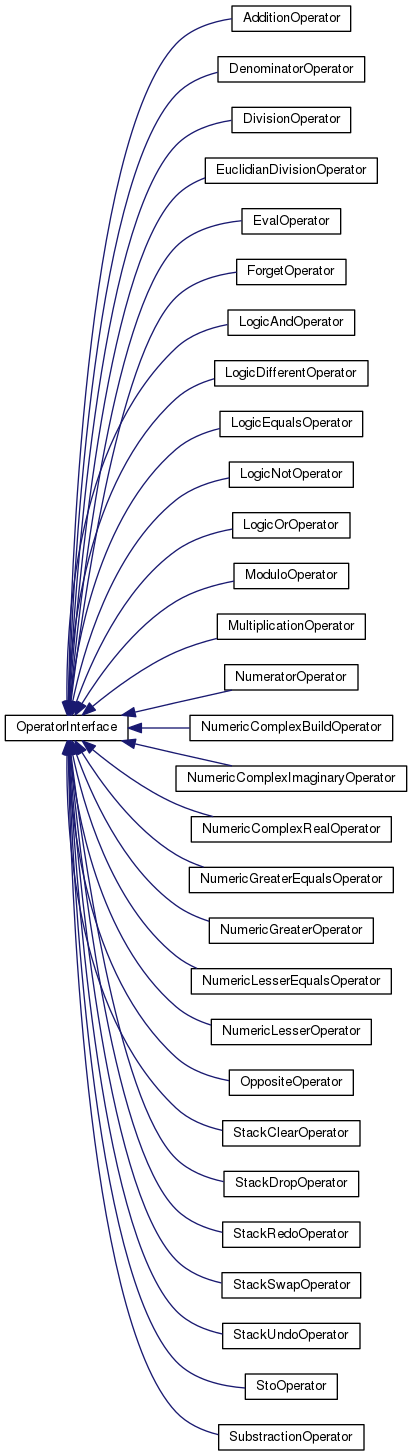 AdditionOperator
DenominatorOperator
DivisionOperator
EuclidianDivisionOperator
EvalOperator
ForgetOperator
LogicAndOperator
LogicDifferentOperator
LogicEqualsOperator
LogicNotOperator
LogicOrOperator
ModuloOperator
MultiplicationOperator
NumeratorOperator
OperatorInterface
NumericComplexBuildOperator
NumericComplexImaginaryOperator
NumericComplexRealOperator
NumericGreaterEqualsOperator
NumericGreaterOperator
NumericLesserEqualsOperator
NumericLesserOperator
OppositeOperator
StackClearOperator
StackDropOperator
StackRedoOperator
StackSwapOperator
StackUndoOperator
StoOperator
SubstractionOperator